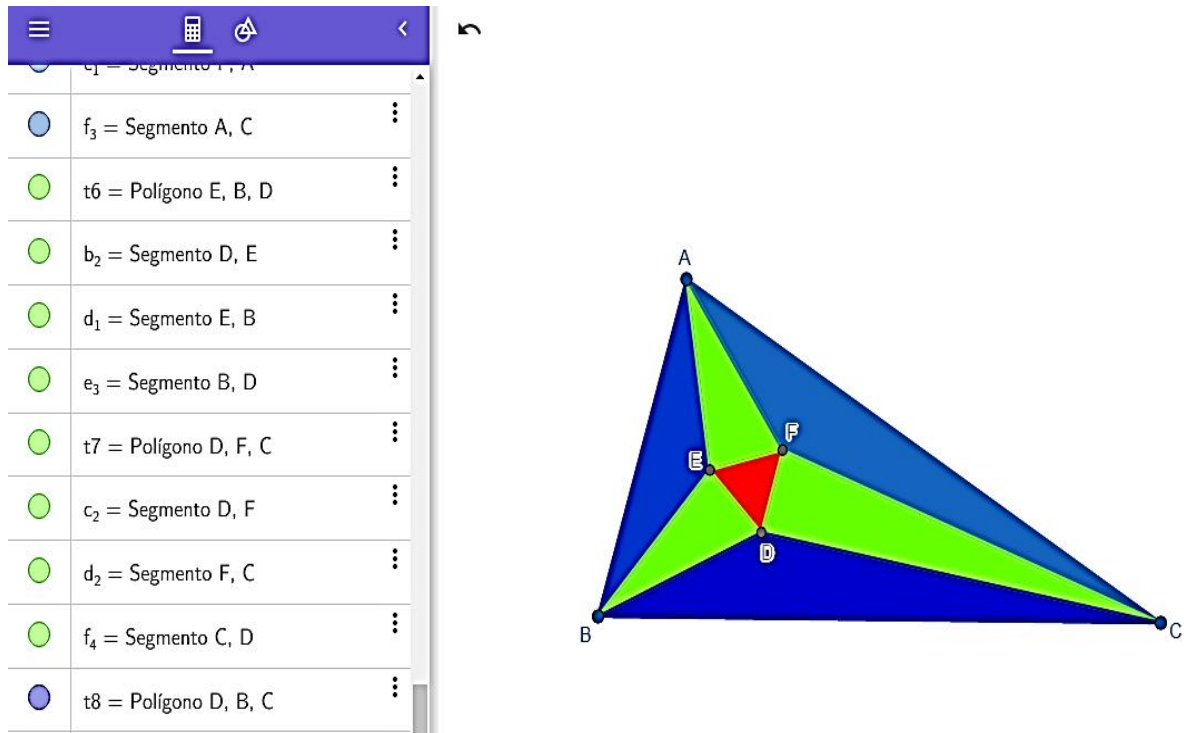 f₃ = Segmento A, C
t6 = Polígono E, B, D
b₂ = Segmento D, E
d₁ = Segmento E, B
e₃ = Segmento B, D
t7 = Polígono D, F, C
c₂ = Segmento D, F
d₂ = Segmento F, C
f₄ = Segmento C, D
t8 = Polígono D, B, C
A
F
E
D
B
C